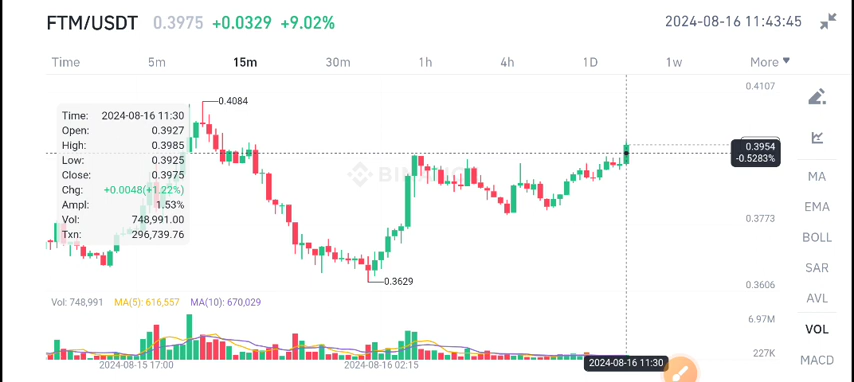 FTM/USDT 0.3975 +0.0329 +9.02% 2024-08-16 11:43:45
Time 5m 15m 30m 1h 4h 1D 1w More
0.4107
0.4084
Time: 2024-08-16 11:30
Open: 0.3927
High: 0.3985
Low: 0.3925
Close: 0.3975
Chg: +0.0048(+1.22%)
Ampl: 1.53%
Vol: 748,991.00
Txn: 296,739.76
0.3954
-0.5283%
0.3773
0.3629
0.3606
MA
EMA
BOLL
SAR
AVL
VOL
MACD
Vol: 748,991 MA(5): 616,557 MA(10): 670,029
6.97M
227K
2024-08-15 17:00 2024-08-16 02:15 2024-08-16 11:30